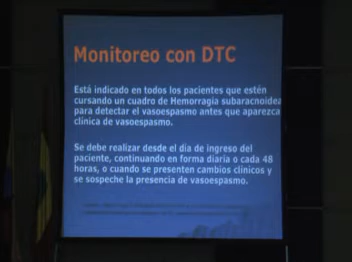 Monitoreo con DTC
Está indicado en todos los pacientes que estén
cursando un cuadro de Hemorragia subaracnoidea
para detectar el vasoespasmo antes que aparezca
clínica de vasoespasmo.
Se debe realizar desde el día de ingreso del
paciente, continuando en forma diaria o cada 48
horas, o cuando se presenten cambios clínicos y
se sospeche la presencia de vasoespasmo.